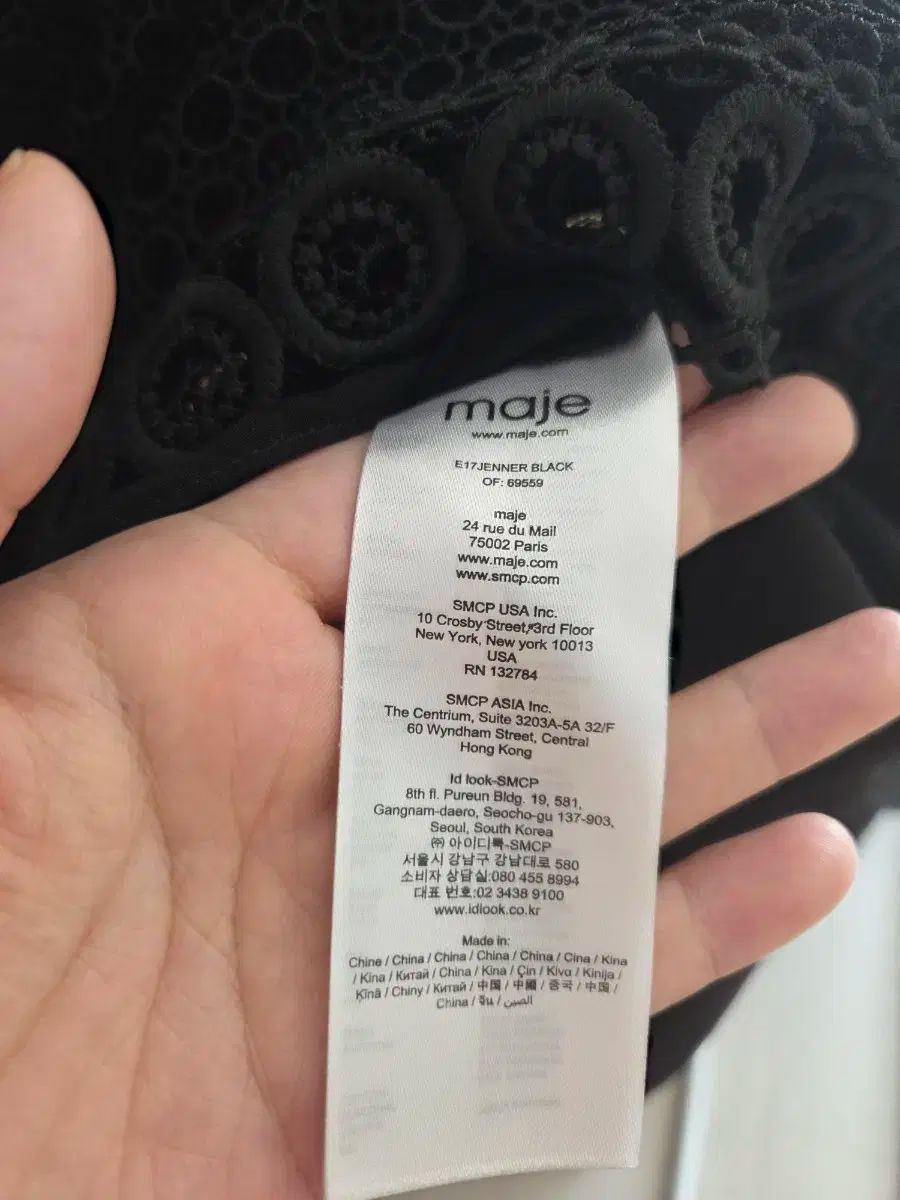 maje
www.maje.com
E17JENNER BLACK
OF: 69559
maje
24 rue du Mail
75002 Paris
www.maje.com
www.smcp.com
SMCP USA Inc.
10 Crosby Street, 3rd Floor
New York, New york 10013
USA
RN 132784
SMCP ASIA Inc.
The Centrium, Suite 3203A-5A 32/F
60 Wyndham Street, Central
Hong Kong
Id look-SMCP
8th fl. Pureun Bldg. 19, 581,
Gangnam-daero, Seocho-gu 137-903,
Seoul, South Korea
㈜ 아이디룩-SMCP
서울시 강남구 강남대로 580
소비자 상담실:080 455 8994
대표 번호:02 3438 9100
www.idlook.co.kr
Made in:
Chine / China / China / China / China / Cina / Kina
/ Kina / Китай / China / Kina / Çin / Κινα / Kinija /
Ķīnā / Chiny / Китай / 中国 / 中國 / 중국 / 中国 /
China / จีน / الصين